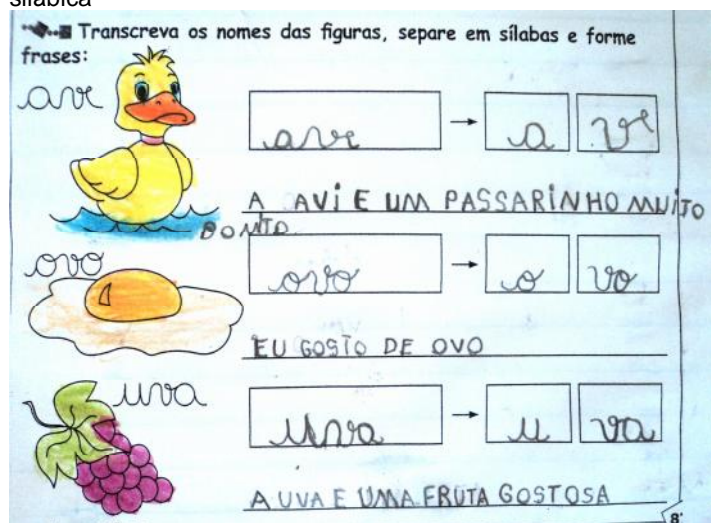 silábica
Transcreva os nomes das figuras, separe em sílabas e forme
frases:
ave
ave → a ve
A AVI E UM PASSARINHO MUITO
BONITO
ovo
ovo → o vo
EU GOSTO DE OVO
uva
uva → u va
A UVA E UMA FRUTA GOSTOSA
8